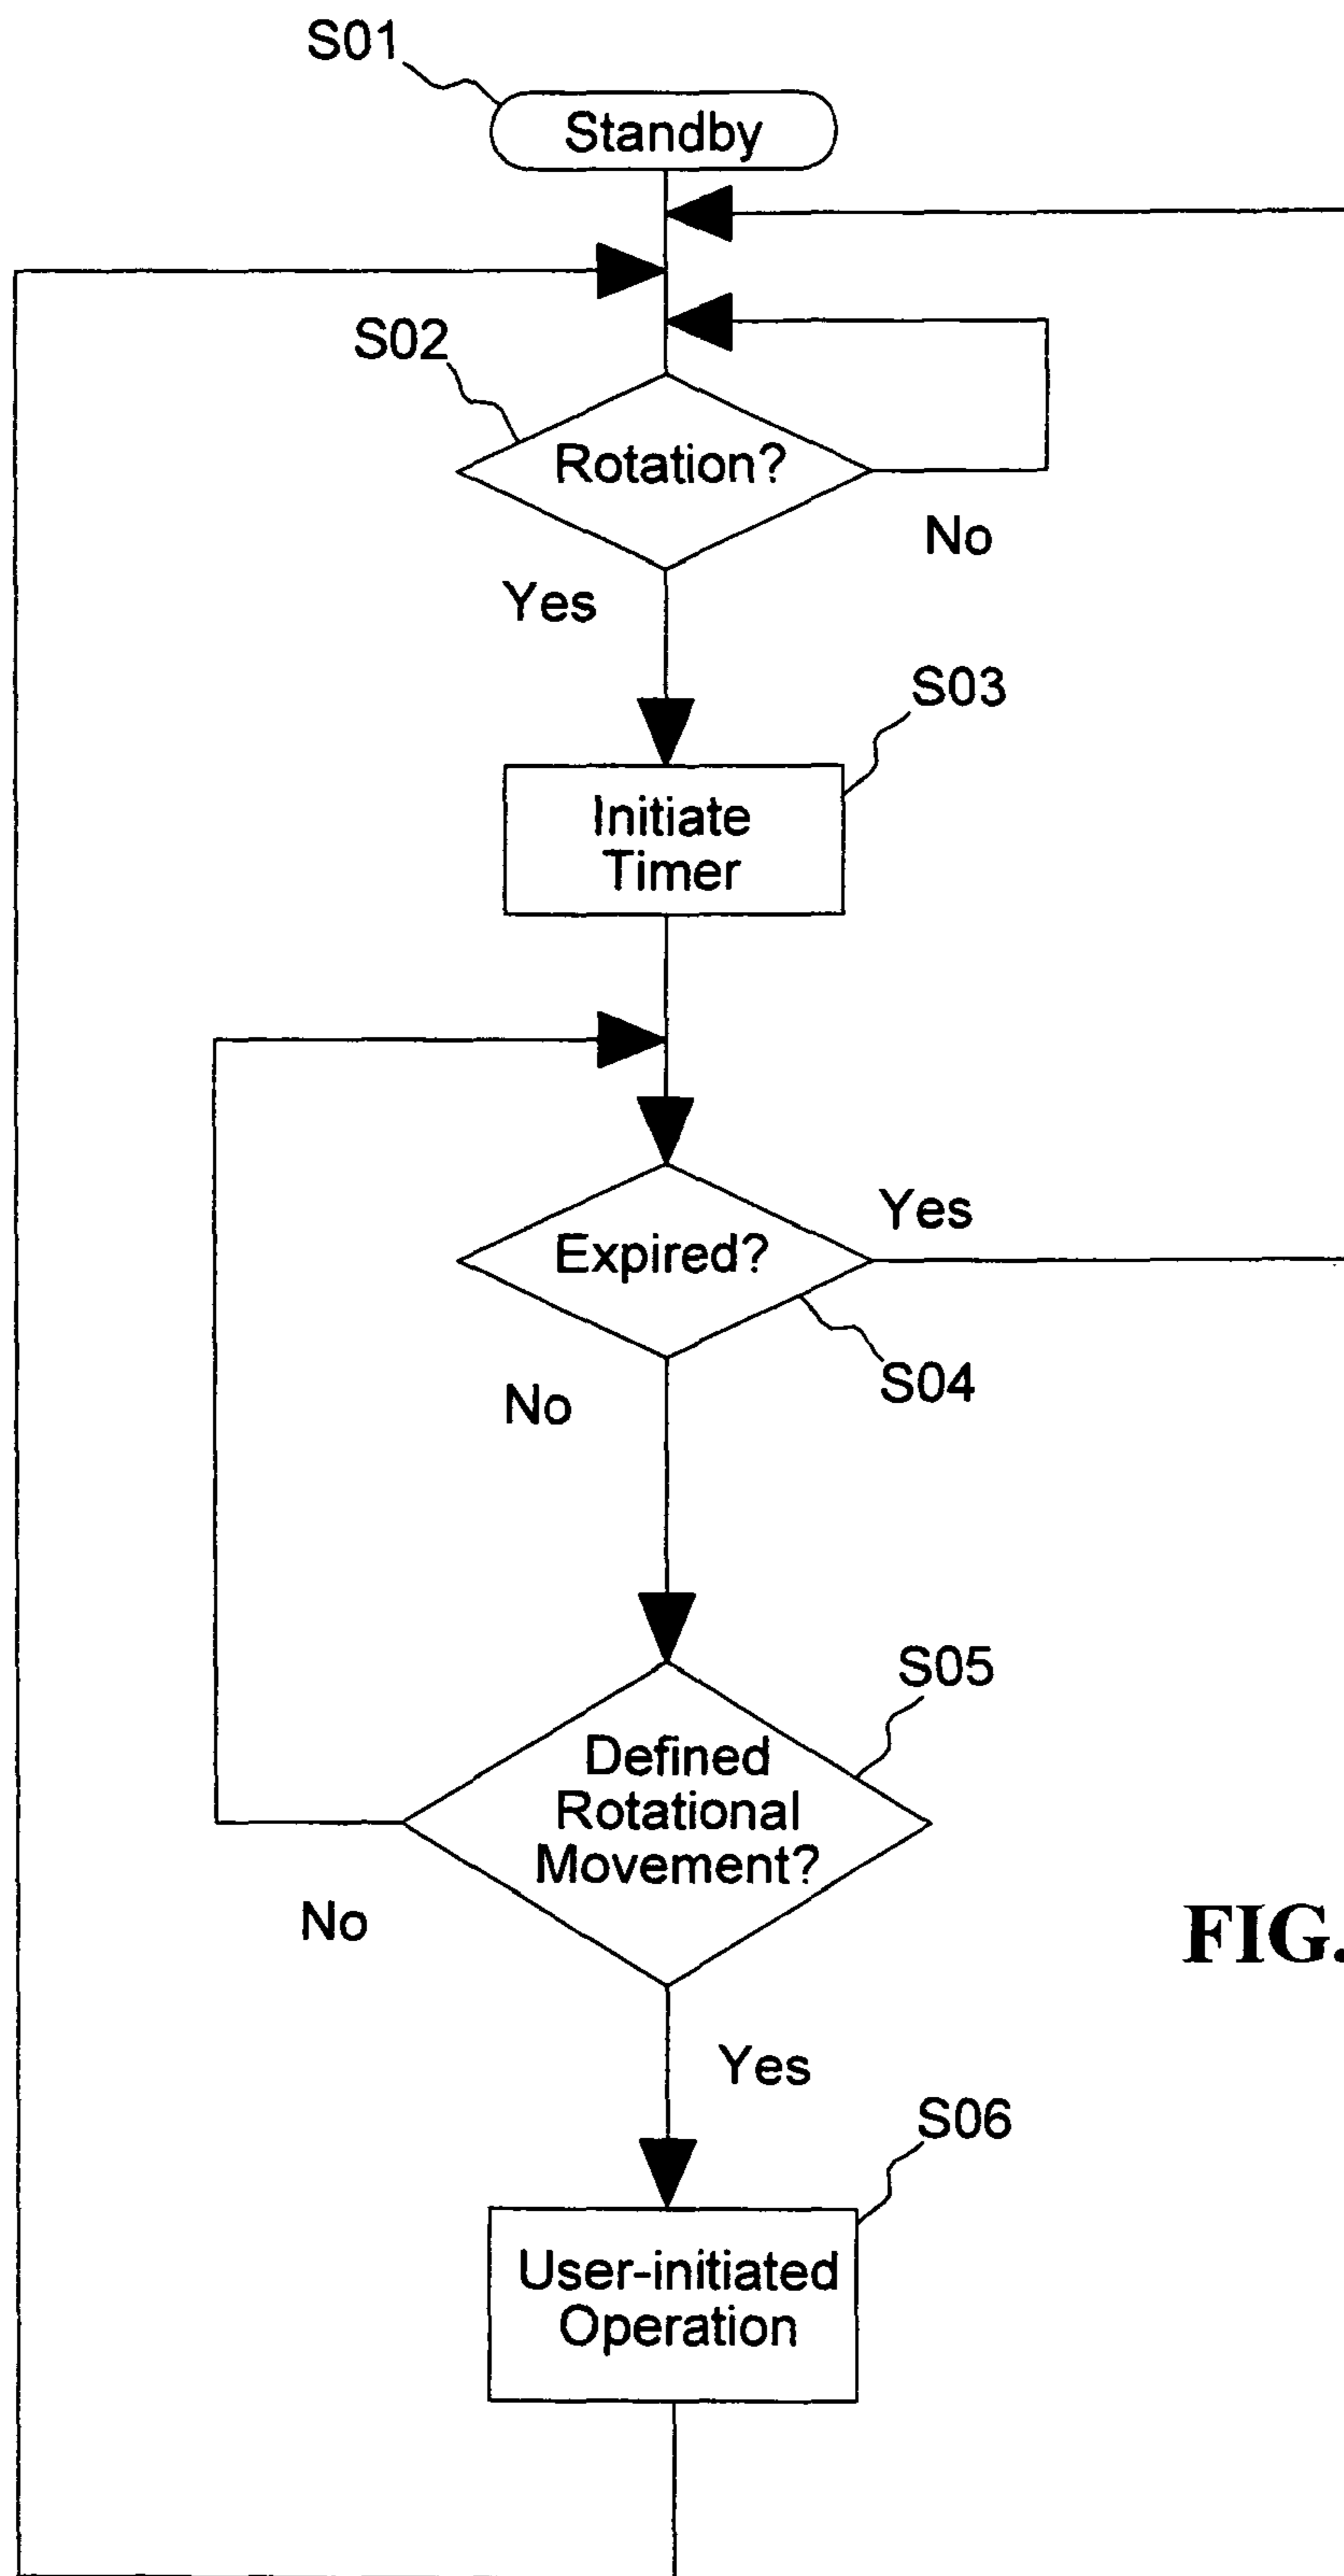 S01
Standby
S02
Rotation?
No
Yes
S03
Initiate
Timer
Yes
Expired?
S04
No
S05
Defined
Rotational
Movement?
No
FIG.
Yes
S06
User-initiated
Operation